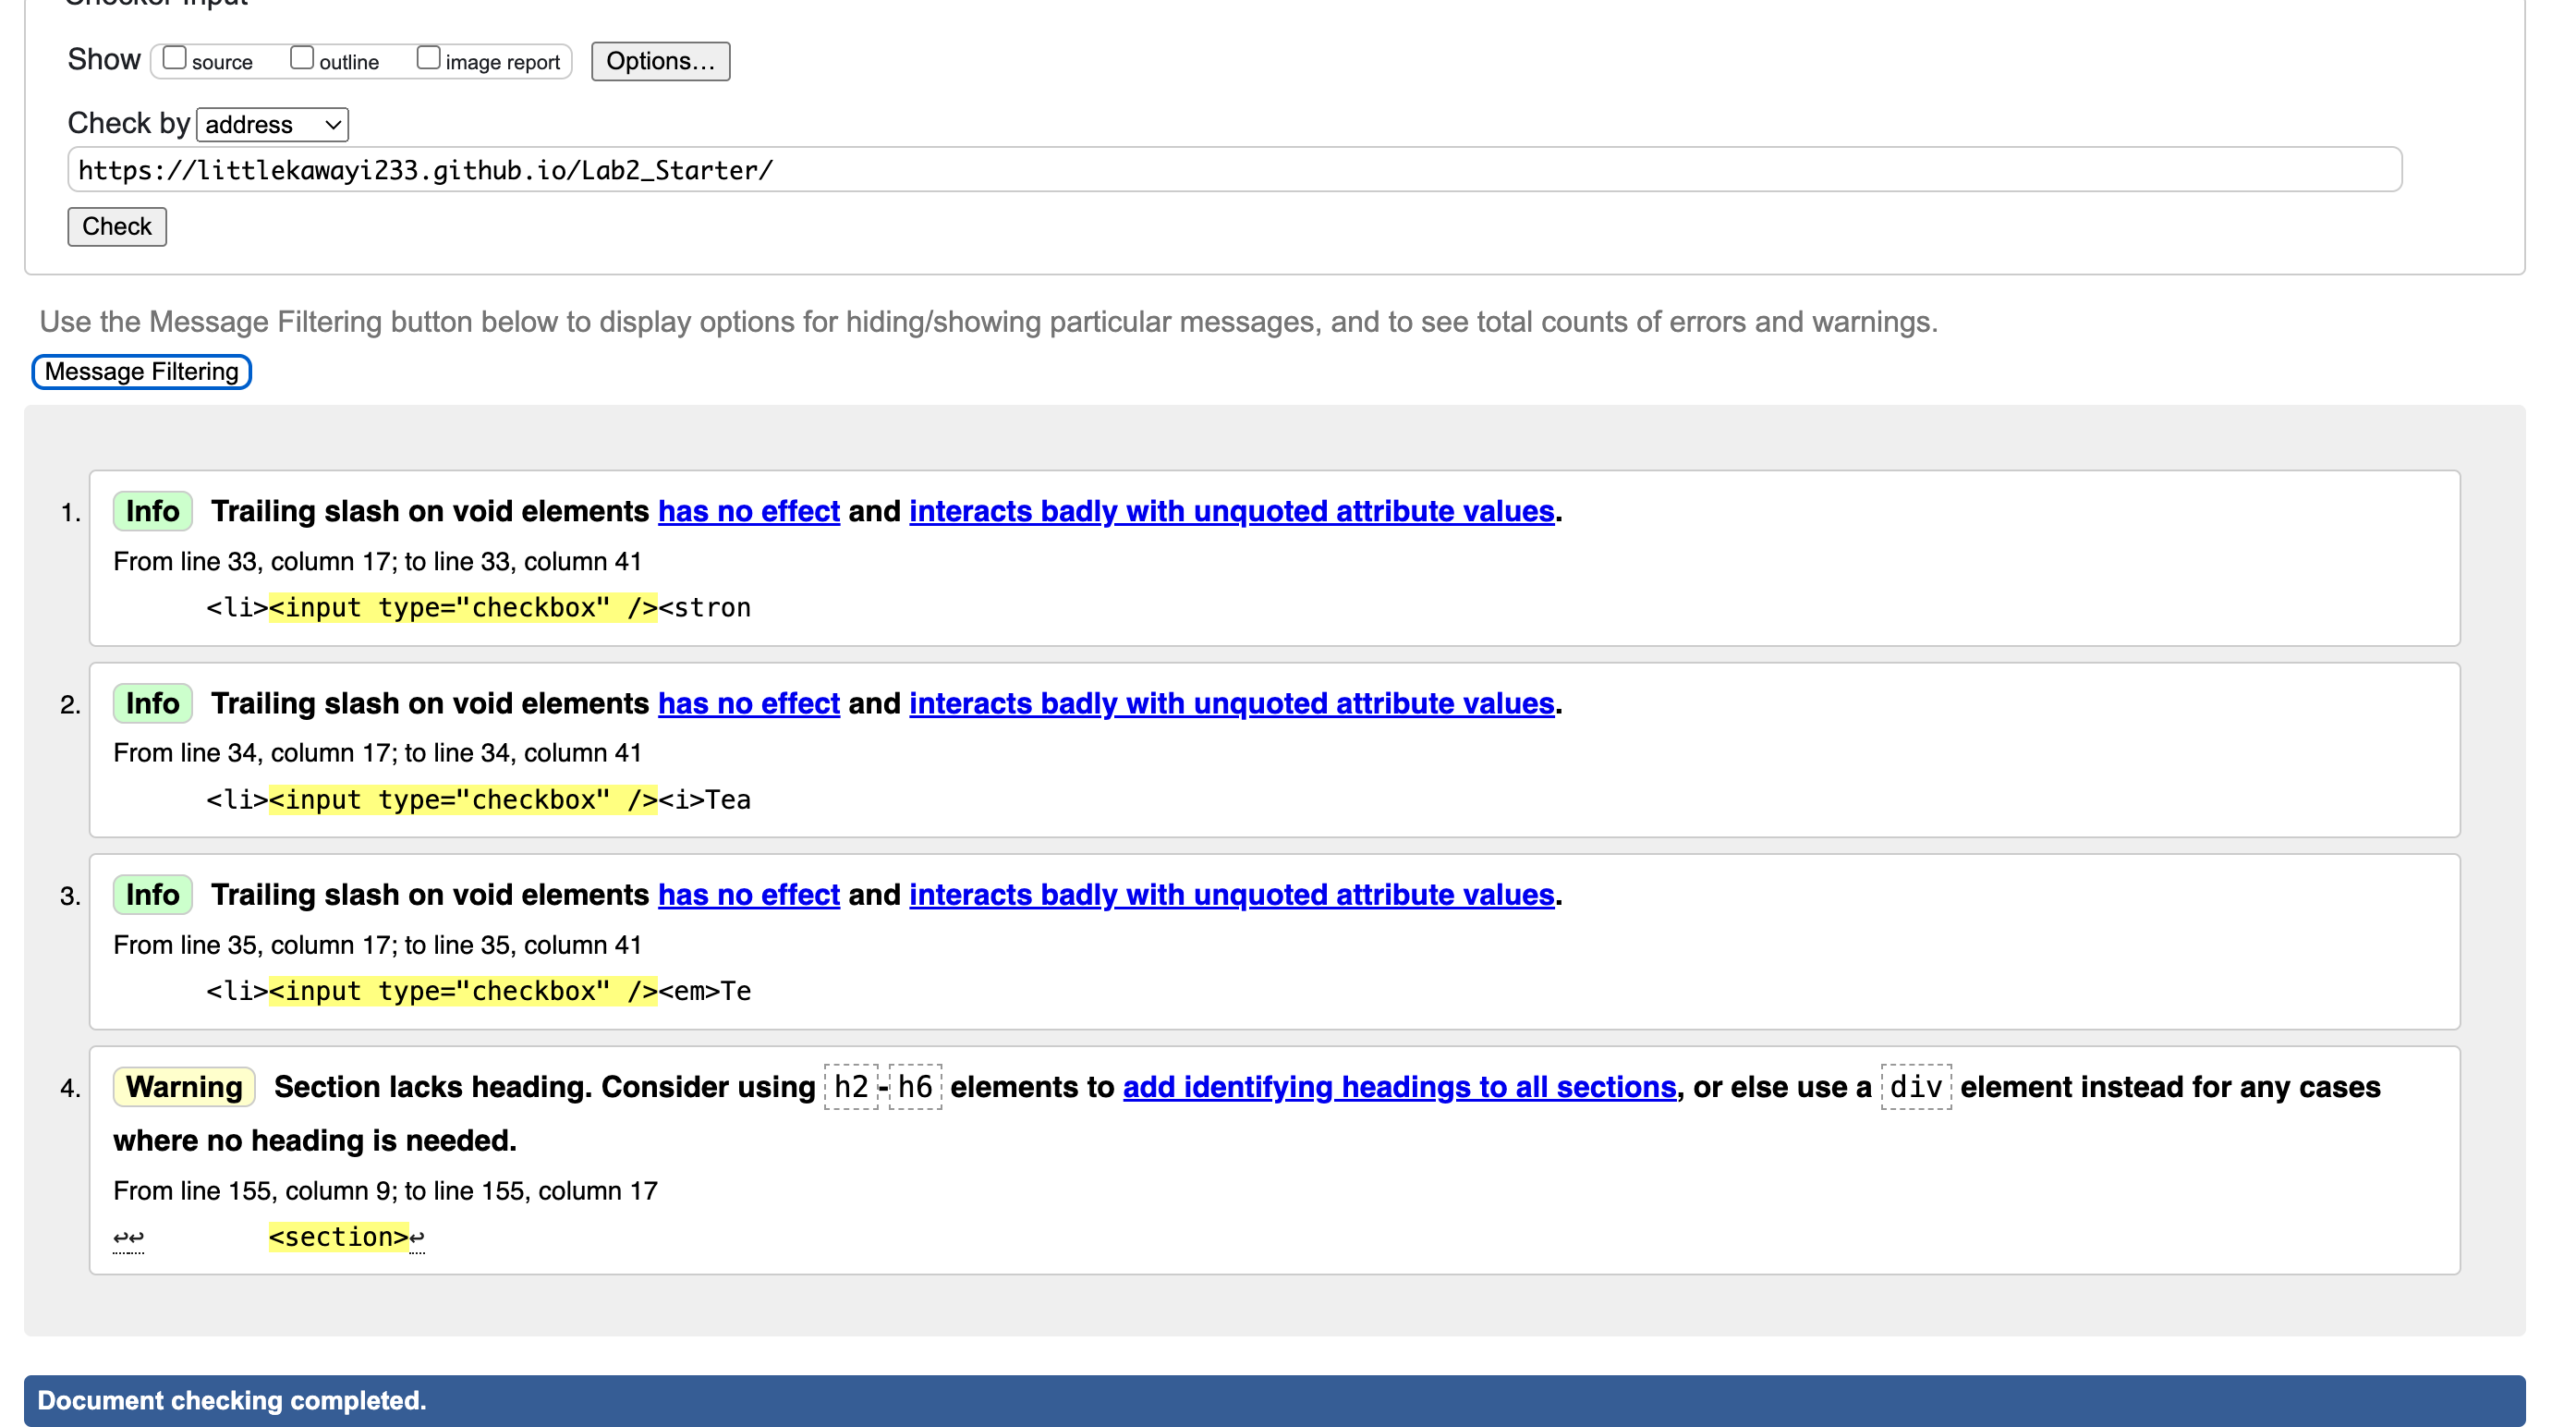 Checker Input
Show source outline image report Options...
Check by address
https://littlekawayi233.github.io/Lab2_Starter/
Check
Use the Message Filtering button below to display options for hiding/showing particular messages, and to see total counts of errors and warnings.
Message Filtering
1. Info Trailing slash on void elements has no effect and interacts badly with unquoted attribute values.
From line 33, column 17; to line 33, column 41
<li><input type="checkbox" /><stron
2. Info Trailing slash on void elements has no effect and interacts badly with unquoted attribute values.
From line 34, column 17; to line 34, column 41
<li><input type="checkbox" /><i>Tea
3. Info Trailing slash on void elements has no effect and interacts badly with unquoted attribute values.
From line 35, column 17; to line 35, column 41
<li><input type="checkbox" /><em>Te
4. Warning Section lacks heading. Consider using h2-h6 elements to add identifying headings to all sections, or else use a div element instead for any cases
where no heading is needed.
From line 155, column 9; to line 155, column 17
↩↩ <section>↩
Document checking completed.